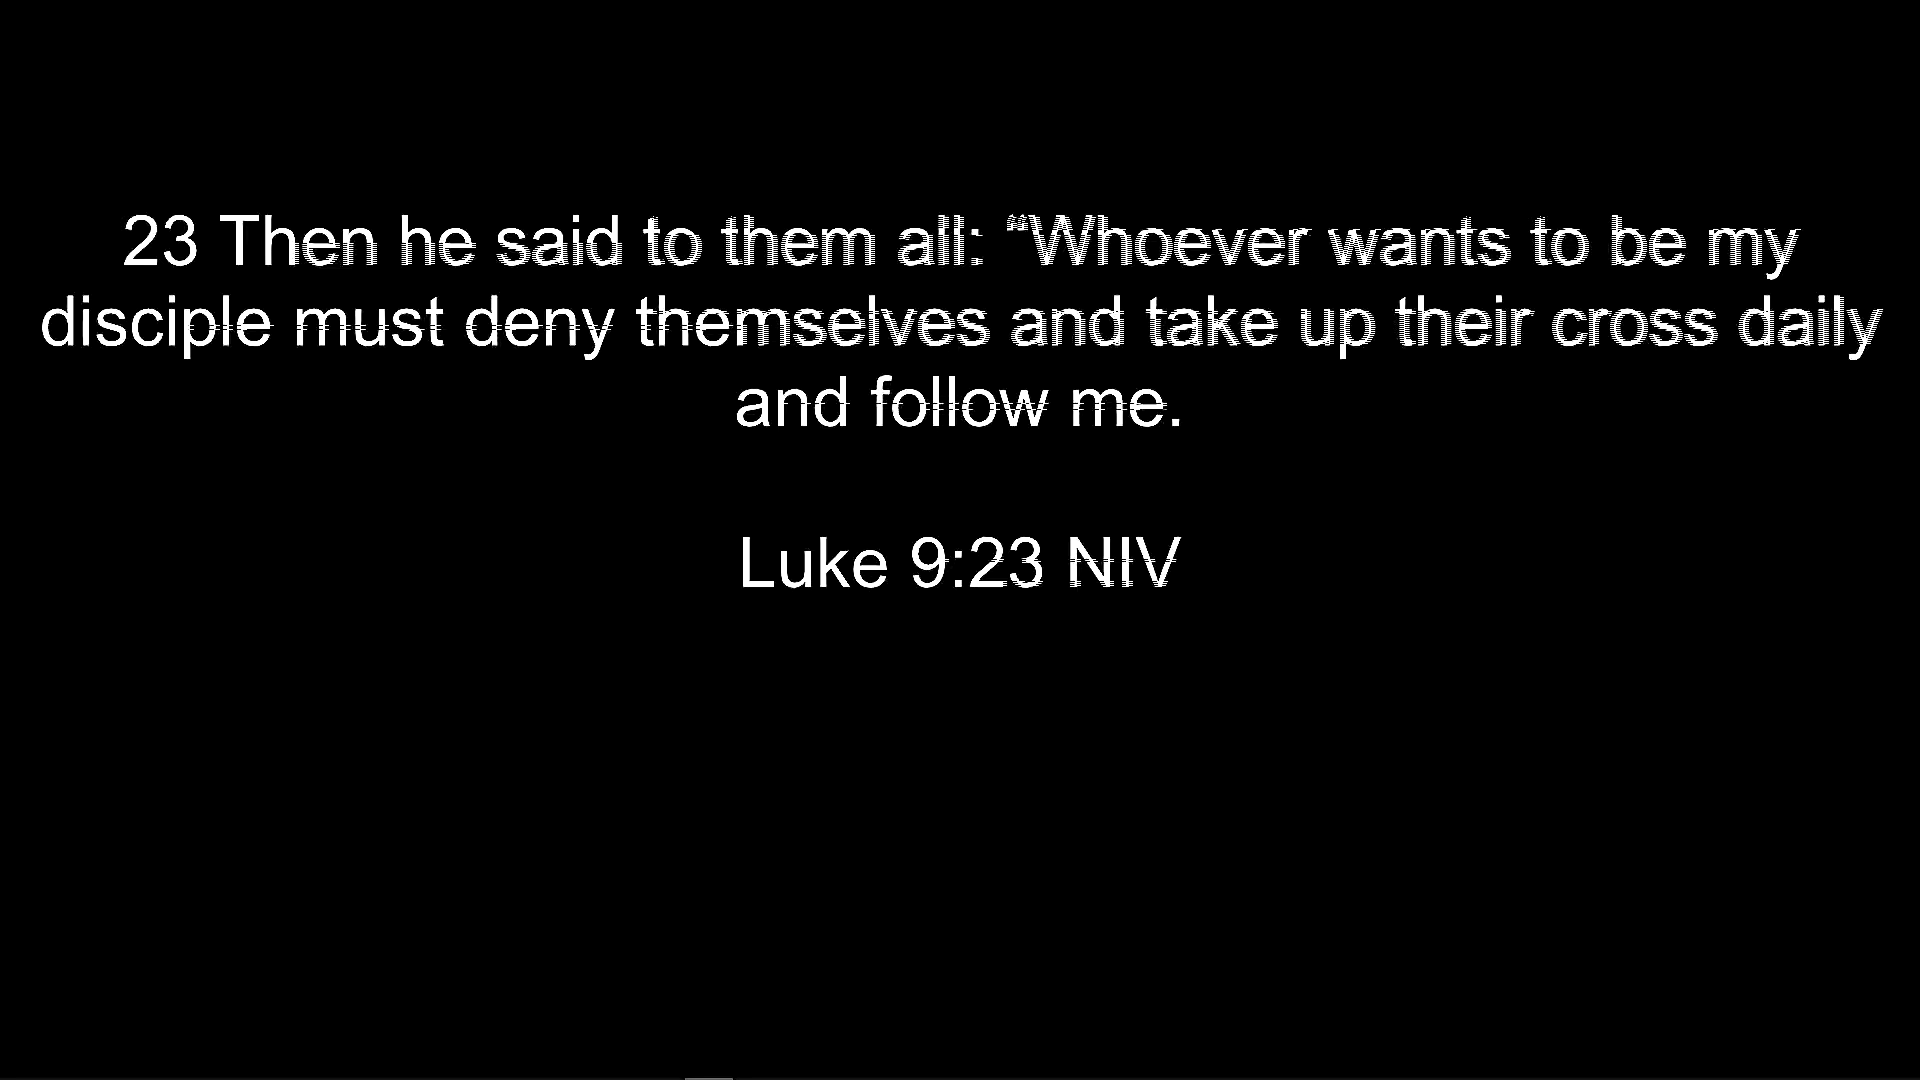 23 Then he said to them all: “Whoever wants to be my
disciple must deny themselves and take up their cross daily
and follow me.
Luke 9:23 NIV